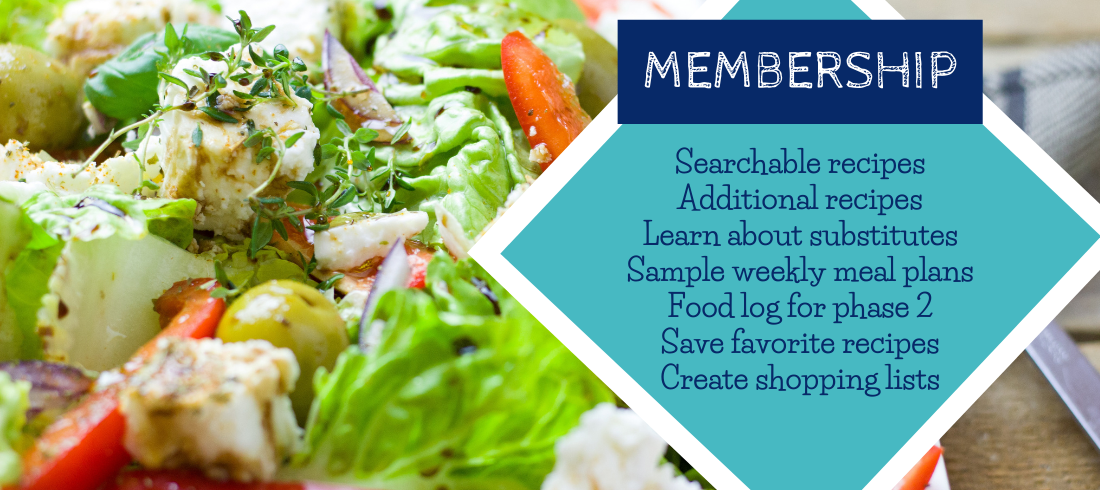 MEMBERSHIP
Searchable recipes
Additional recipes
Learn about substitutes
Sample weekly meal plans
Food log for phase 2
Save favorite recipes
Create shopping lists